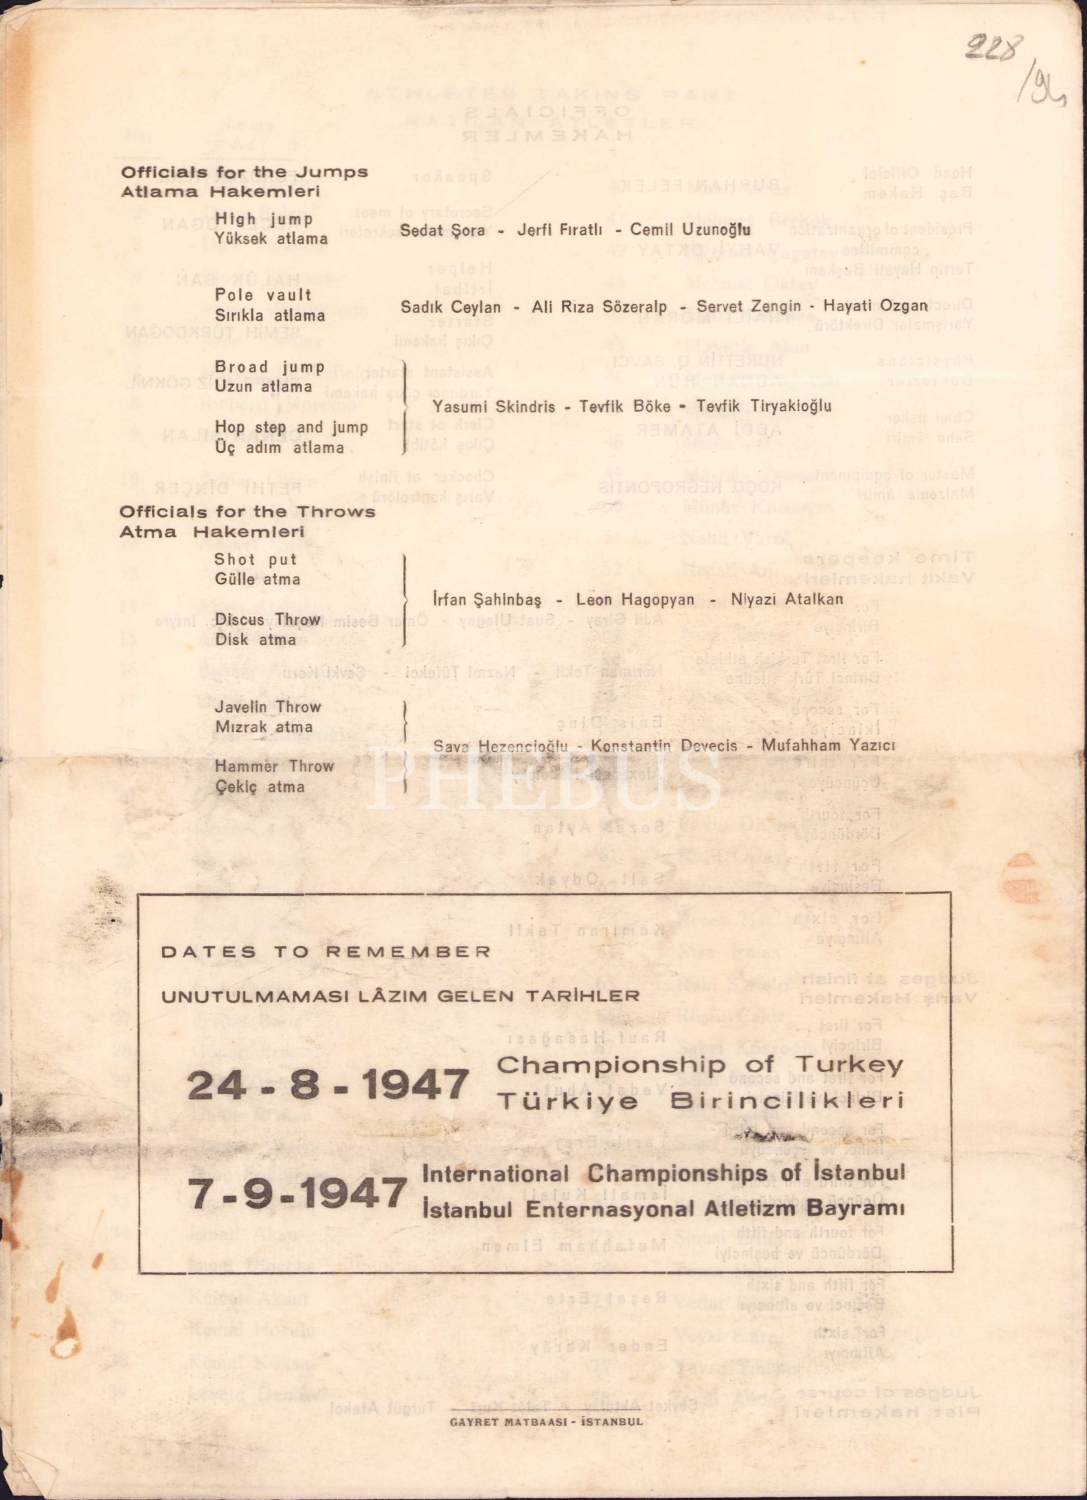 228
/94
Officials for the Jumps
Atlama Hakemleri
High jump
Yüksek atlama
Sedat Şora - Jerfi Fıratlı - Cemil Uzunoğlu
Pole vault
Sırıkla atlama
Sadık Ceylan - Ali Rıza Sözeralp - Servet Zengin - Hayati Ozgan
Broad jump
Uzun atlama
Yasumi Skindris - Tevfik Böke - Tevfik Tiryakioğlu
Hop step and jump
Üç adım atlama
Officials for the Throws
Atma Hakemleri
Shot put
Gülle atma
İrfan Şahinbaş - Leon Hagopyan - Niyazi Atalkan
Discus Throw
Disk atma
Javelin Throw
Mızrak atma
Sava Hezencioğlu - Konstantin Devecis - Mufahham Yazıcı
PHEBUS
Hammer Throw
Çekiç atma
DATES TO REMEMBER
UNUTULMAMASI LÂZIM GELEN TARİHLER
24 - 8 - 1947
Championship of Turkey
Türkiye Birincilikleri
7-9-1947
International Championships of İstanbul
İstanbul Enternasyonal Atletizm Bayramı
GAYRET MATBAASI - İSTANBUL